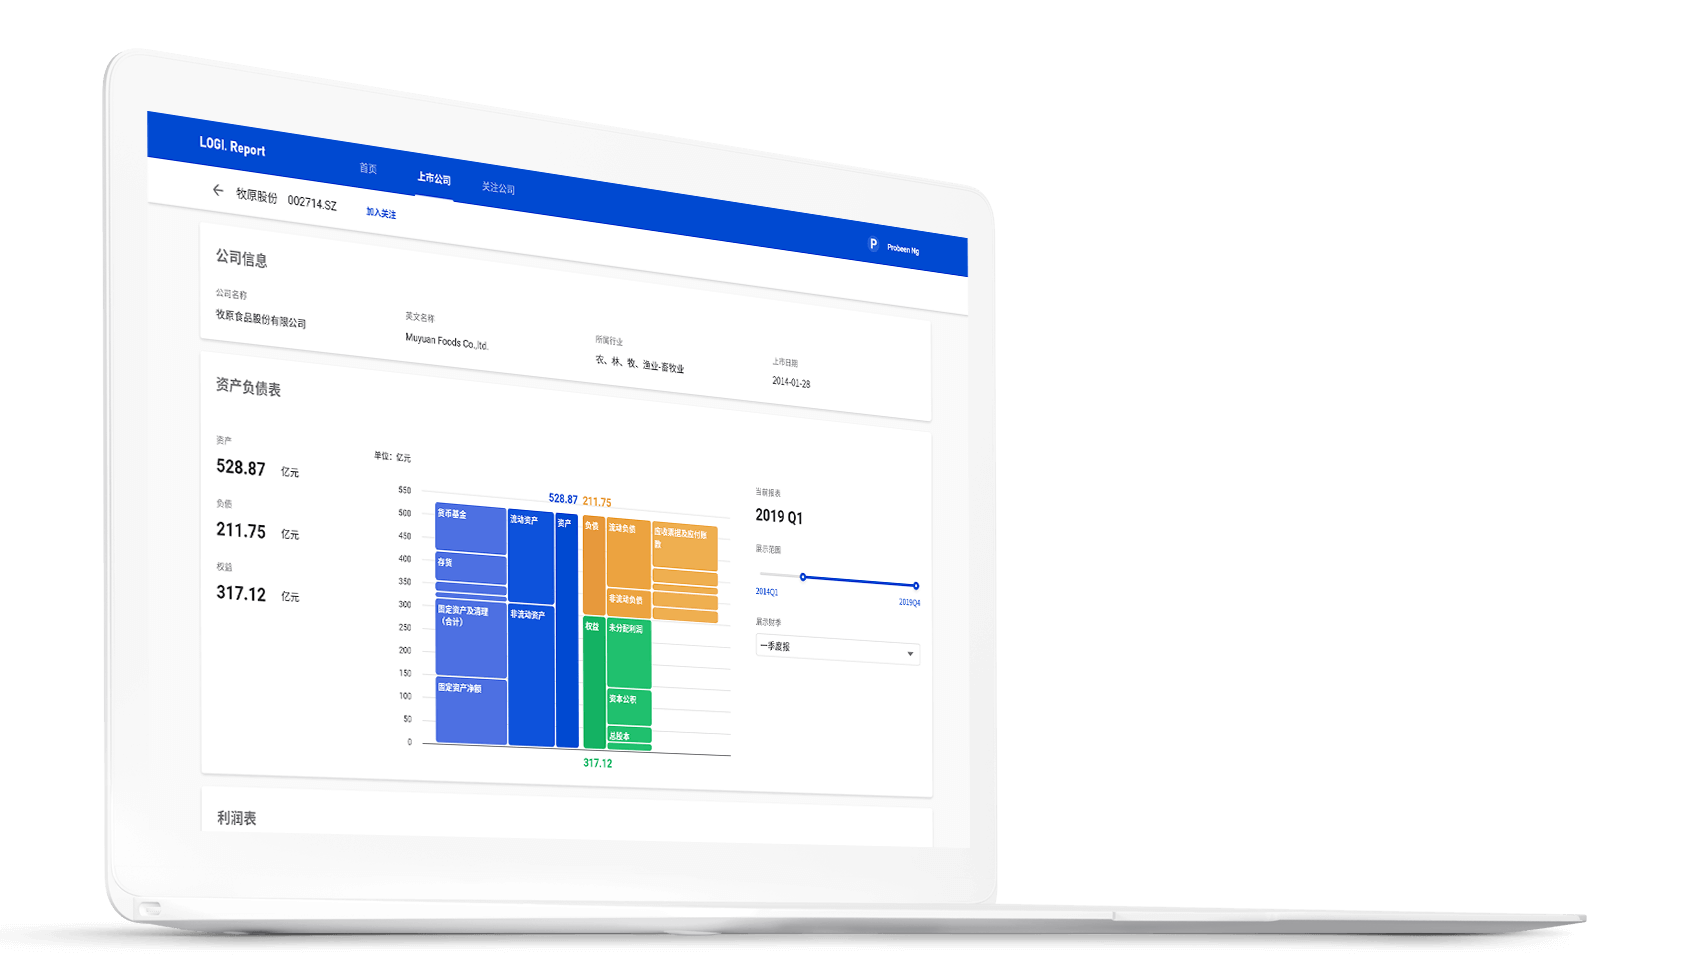 LOGI. Report
首页
上市公司
关注公司
P Probeen Ng
牧原股份 002714.SZ
加入关注
公司信息
公司名称
牧原食品股份有限公司
英文名称
Muyuan Foods Co.,ltd.
所属行业
农、林、牧、渔业-畜牧业
上市日期
2014-01-28
资产负债表
资产
528.87 亿元
负债
211.75 亿元
权益
317.12 亿元
单位：亿元
550
500
450
400
350
300
250
200
150
100
50
0
528.87 211.75
货币基金
存货
固定资产及清理
（合计）
固定资产净额
流动资产
非流动资产
资产
负债
权益
流动负债
非流动负债
未分配利润
资本公积
总股本
应收票据及应付账
款
317.12
当前报表
2019 Q1
展示范围
2014Q1
2019Q4
展示财季
一季度报
利润表